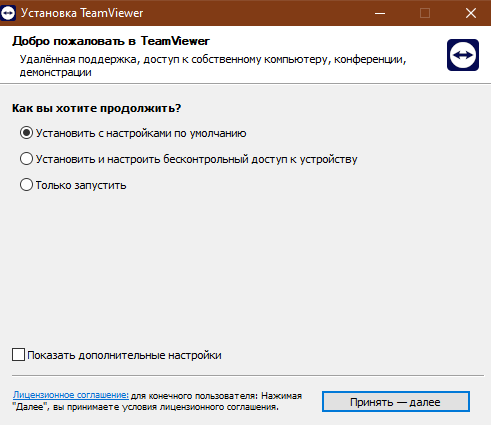 Установка TeamViewer
Добро пожаловать в TeamViewer
Удалённая поддержка, доступ к собственному компьютеру, конференции,
демонстрации
Как вы хотите продолжить?
Установить с настройками по умолчанию
Установить и настроить бесконтрольный доступ к устройству
Только запустить
Показать дополнительные настройки
Лицензионное соглашение: для конечного пользователя: Нажимая
"Далее", вы принимаете условия лицензионного соглашения.
Принять — далее